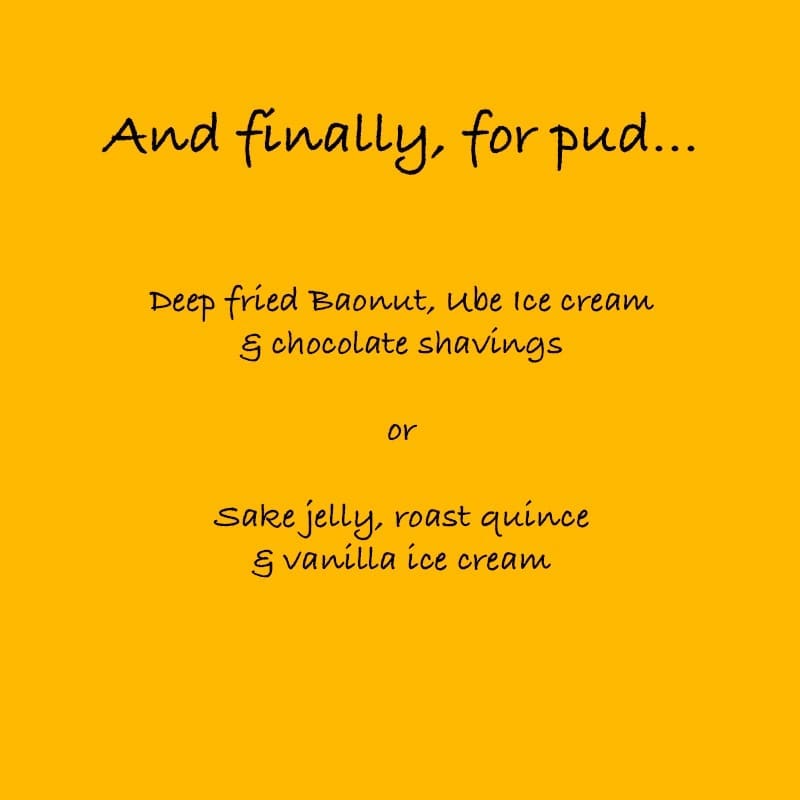 And finally, for pud...
Deep fried Baonut, Ube Ice cream
& chocolate shavings
or
Sake jelly, roast quince
& vanilla ice cream